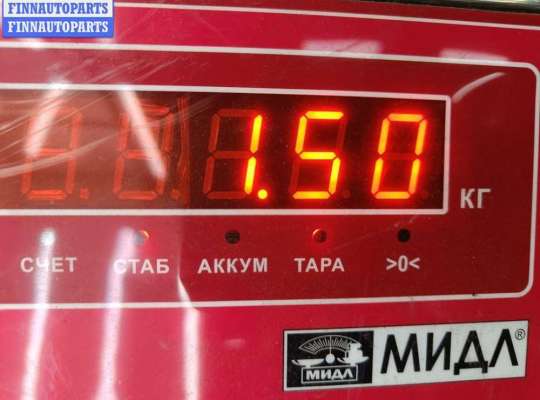 FINNAUTOPARTS
FINNAUTOPARTS
1.50
КГ
СЧЕТ СТАБ АККУМ ТАРА >0<
МИДЛ МИДЛ®